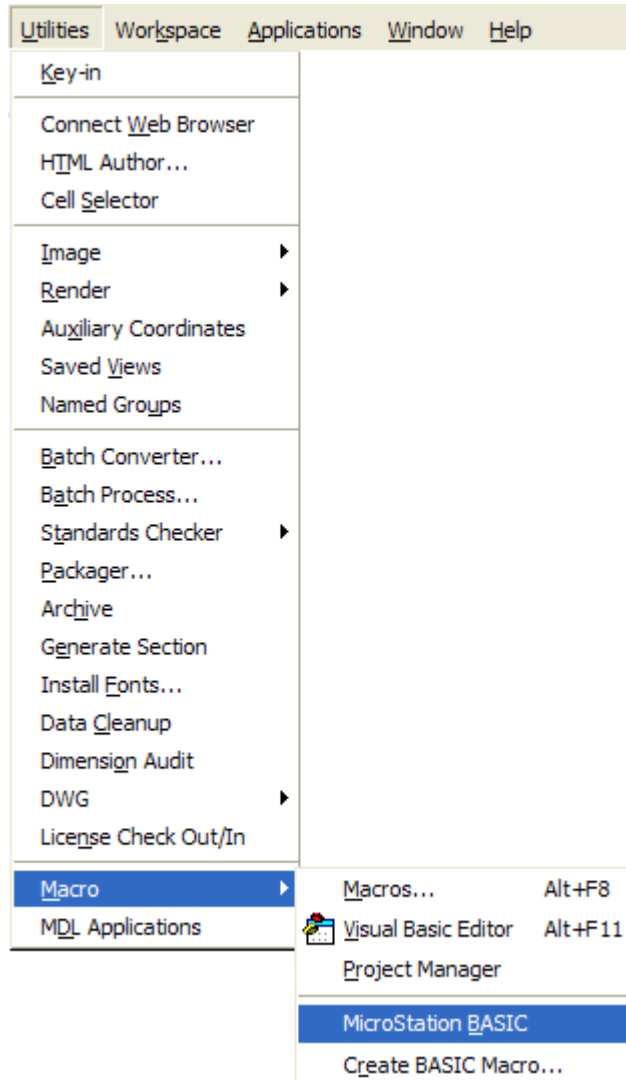 Utilities Workspace Applications Window Help
Key-in
Connect Web Browser
HTML Author...
Cell Selector
Image
Render
Auxiliary Coordinates
Saved Views
Named Groups
Batch Converter...
Batch Process...
Standards Checker
Packager...
Archive
Generate Section
Install Fonts...
Data Cleanup
Dimension Audit
DWG
License Check Out/In
Macro
MDL Applications
Macros... Alt+F8
Visual Basic Editor Alt+F11
Project Manager
MicroStation BASIC
Create BASIC Macro...